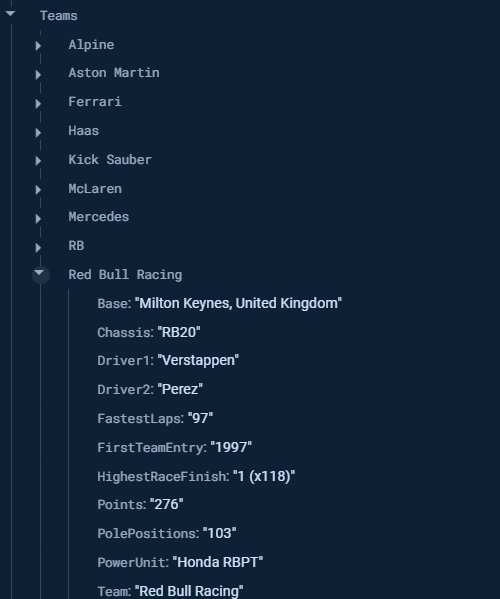 Teams
Alpine
Aston Martin
Ferrari
Haas
Kick Sauber
McLaren
Mercedes
RB
Red Bull Racing
Base: "Milton Keynes, United Kingdom"
Chassis: "RB20"
Driver1: "Verstappen"
Driver2: "Perez"
FastestLaps: "97"
FirstTeamEntry: "1997"
HighestRaceFinish: "1 (x118)"
Points: "276"
PolePositions: "103"
PowerUnit: "Honda RBPT"
Team: "Red Bull Racing"